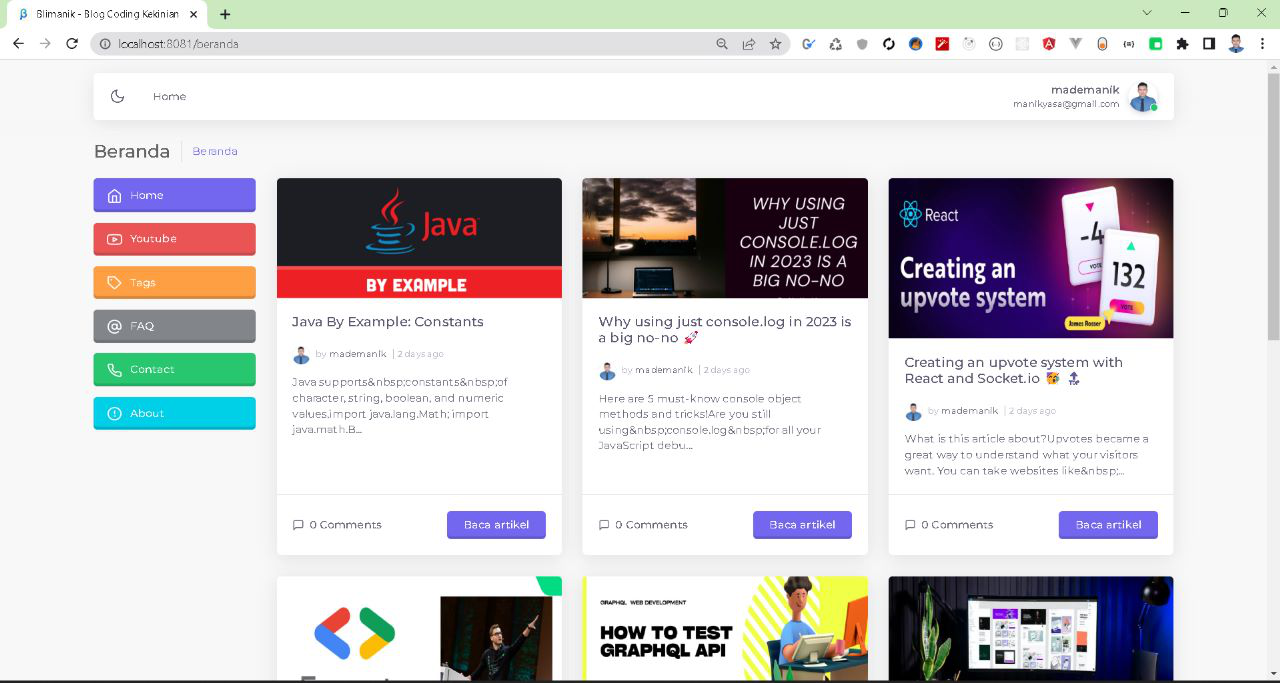 Blimanik - Blog Coding Kekinian
localhost:8081/beranda
Home
mademanik
manikyasa@gmail.com
Beranda
Beranda
Home
Youtube
Tags
FAQ
Contact
About
Java
BY EXAMPLE
Java By Example: Constants
by mademanik | 2 days ago
Java supports&nbsp;constants&nbsp;of
character, string, boolean, and numeric
values.import java.lang.Math; import
java.math.B...
0 Comments
Baca artikel
WHY USING
JUST
CONSOLE.LOG
IN 2023 IS A
BIG NO-NO
Why using just console.log in 2023 is
a big no-no 🚀
by mademanik | 2 days ago
Here are 5 must-know console object
methods and tricks!Are you still
using&nbsp;console.log&nbsp;for all your
JavaScript debu...
0 Comments
Baca artikel
React
Creating an
upvote system
-4
VOTE
132
VOTE
James Rosser
Creating an upvote system with
React and Socket.io 🥳 🔝
by mademanik | 2 days ago
What is this article about?Upvotes became a
great way to understand what your visitors
want. You can take websites like&nbsp;...
0 Comments
Baca artikel
GRAPHQL WEB DEVELOPMENT
HOW TO TEST
GRAPHQL API